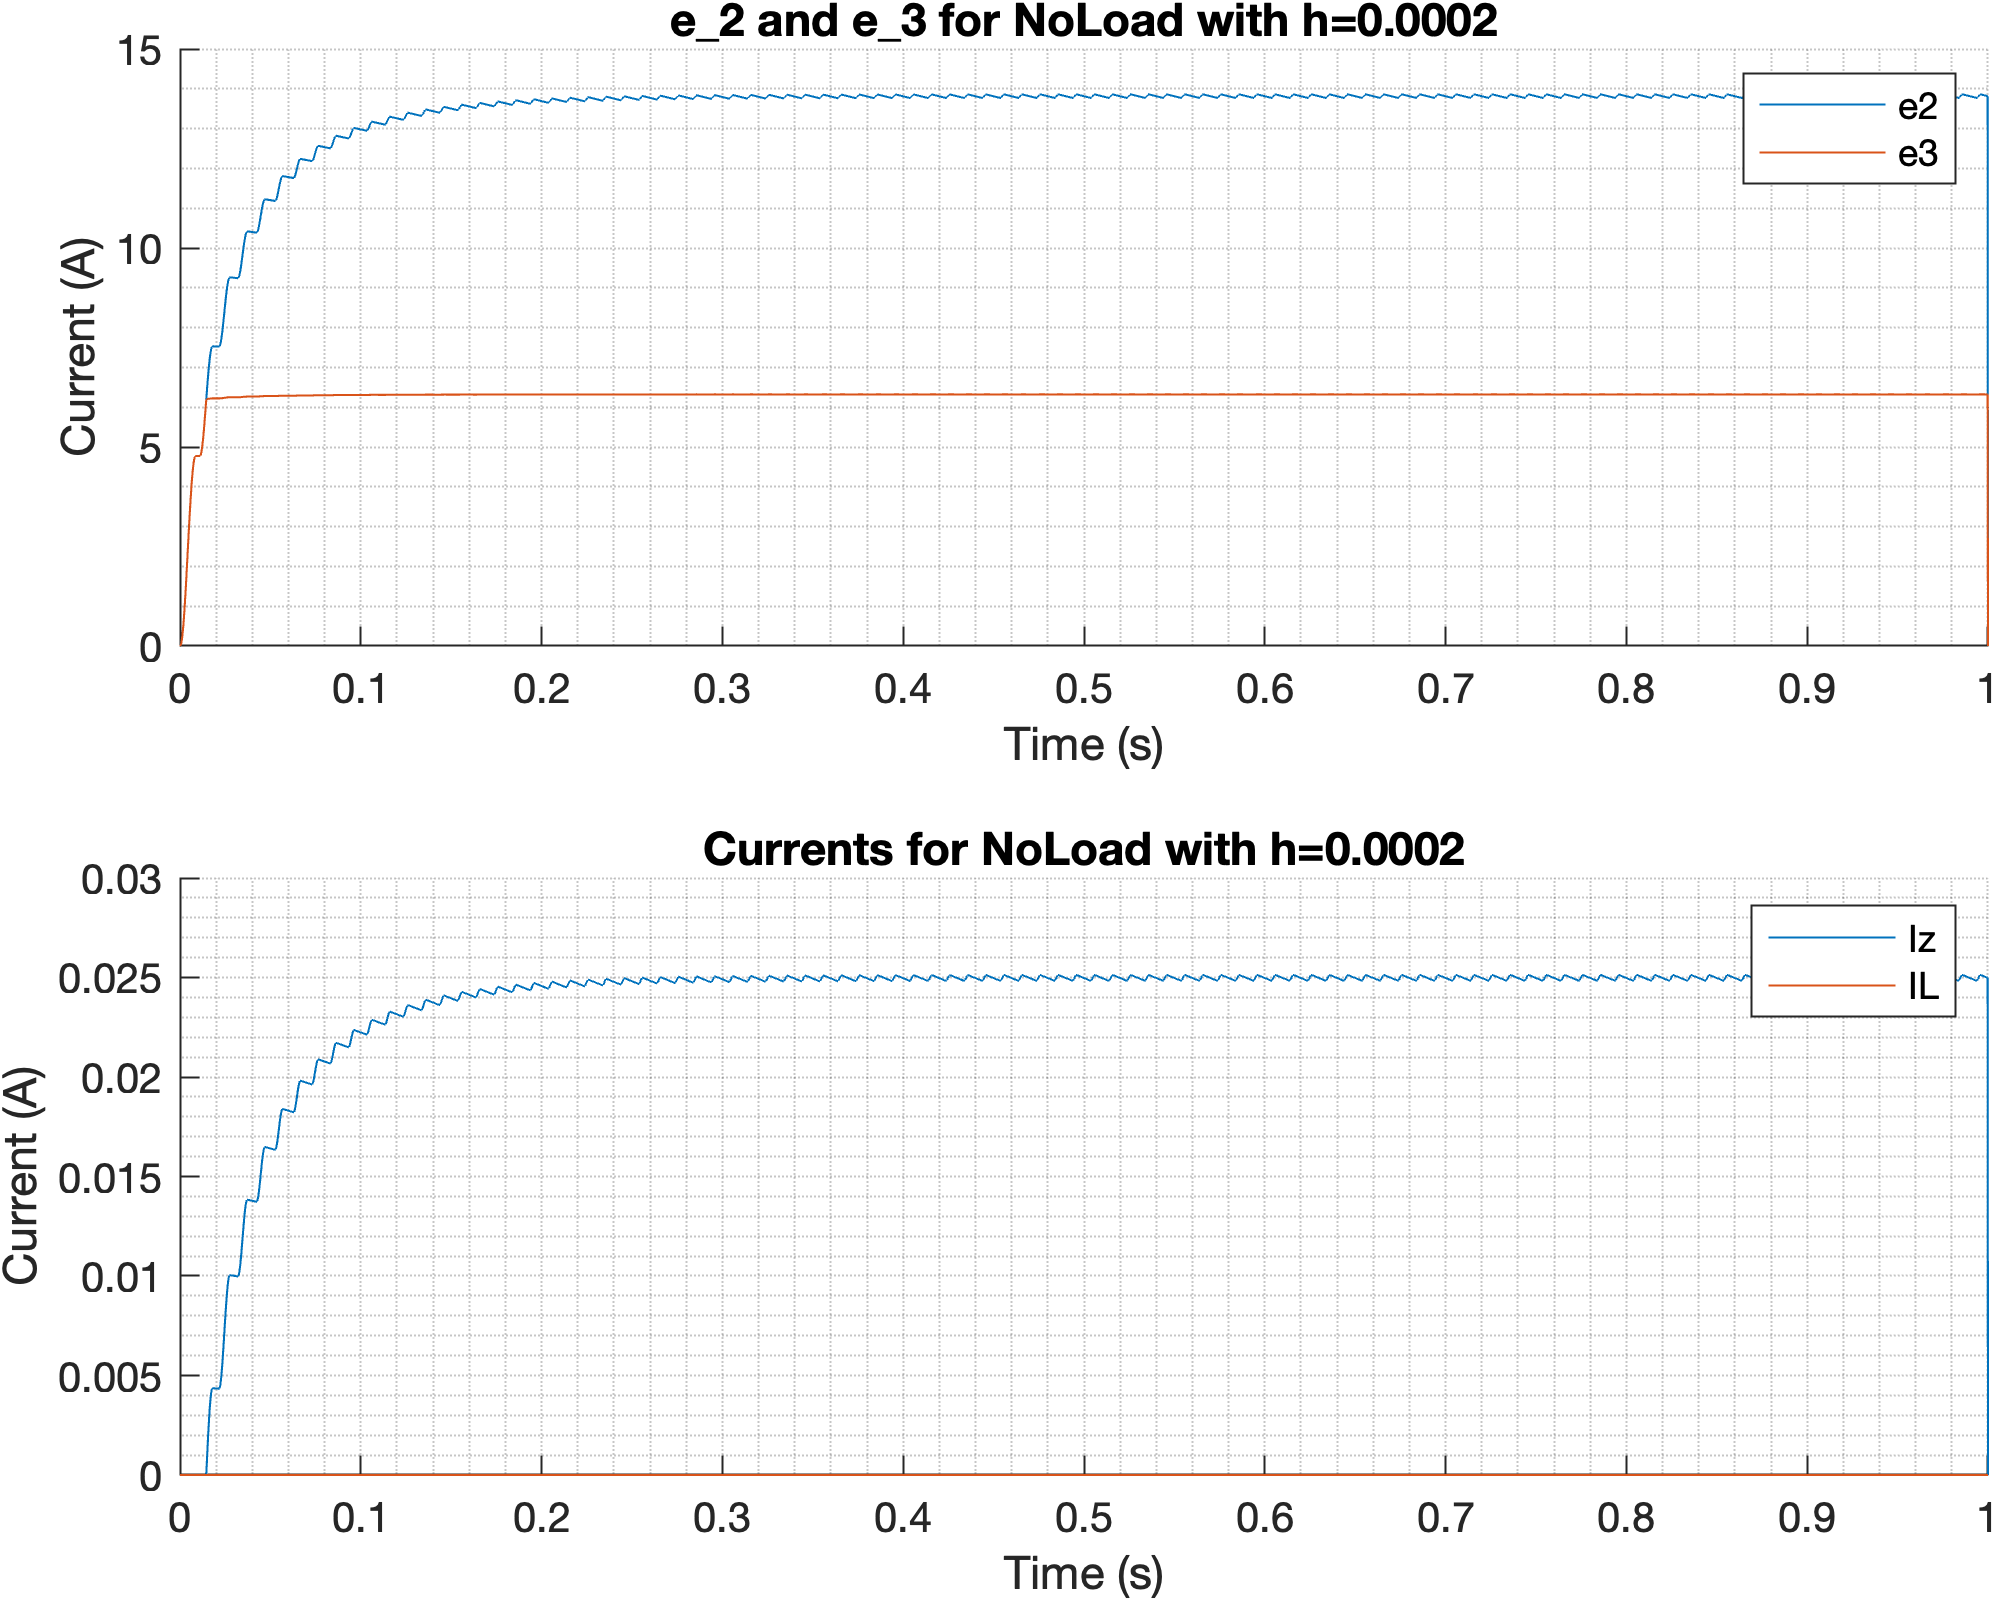 e_2 and e_3 for NoLoad with h=0.0002
15
10
5
0
Current (A)
e2
e3
0 0.1 0.2 0.3 0.4 0.5 0.6 0.7 0.8 0.9 1
Time (s)
Currents for NoLoad with h=0.0002
0.03
0.025
0.02
0.015
0.01
0.005
0
Current (A)
Iz
IL
0 0.1 0.2 0.3 0.4 0.5 0.6 0.7 0.8 0.9 1
Time (s)